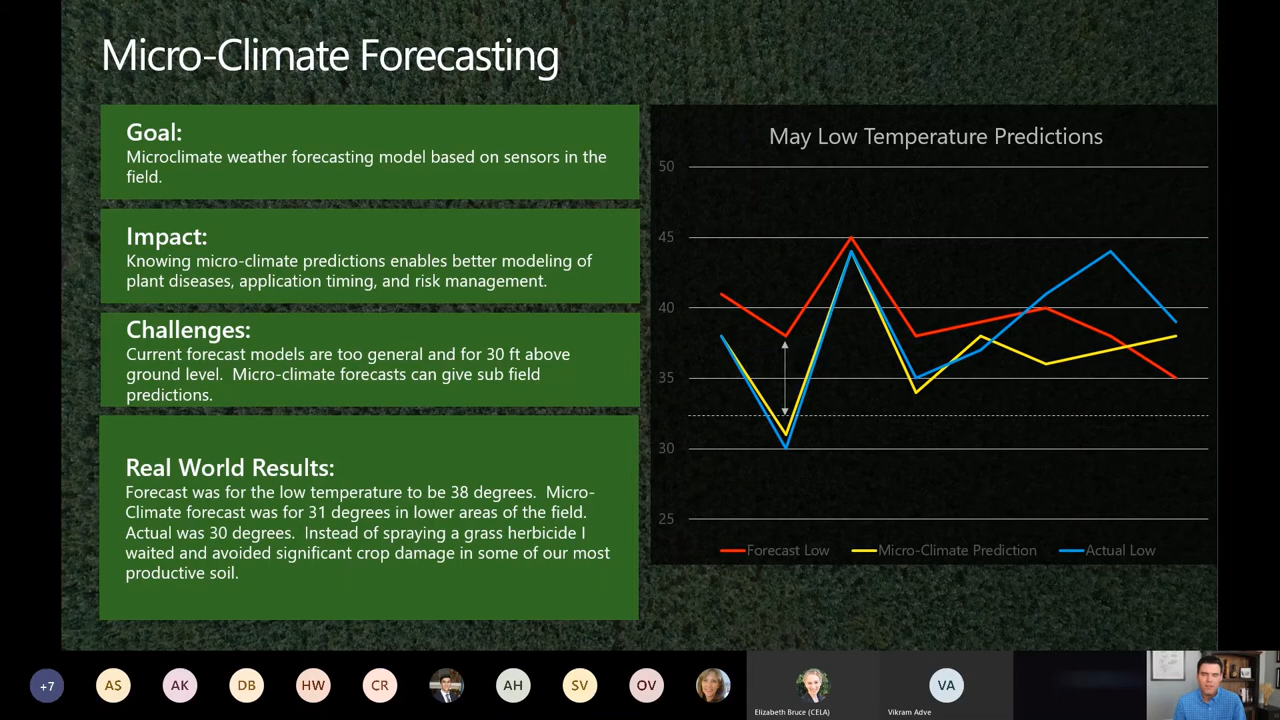 Micro-Climate Forecasting
Goal:
Microclimate weather forecasting model based on sensors in the
field.
Impact:
Knowing micro-climate predictions enables better modeling of
plant diseases, application timing, and risk management.
Challenges:
Current forecast models are too general and for 30 ft above
ground level.  Micro-climate forecasts can give sub field
predictions.
Real World Results:
Forecast was for the low temperature to be 38 degrees.  Micro-
Climate forecast was for 31 degrees in lower areas of the field.
Actual was 30 degrees.  Instead of spraying a grass herbicide I
waited and avoided significant crop damage in some of our most
productive soil.
May Low Temperature Predictions
50
45
40
35
30
25
Forecast Low Micro-Climate Prediction Actual Low
+7 AS AK DB HW CR AH SV OV VA
Elizabeth Bruce (CELA) Vikram Adve